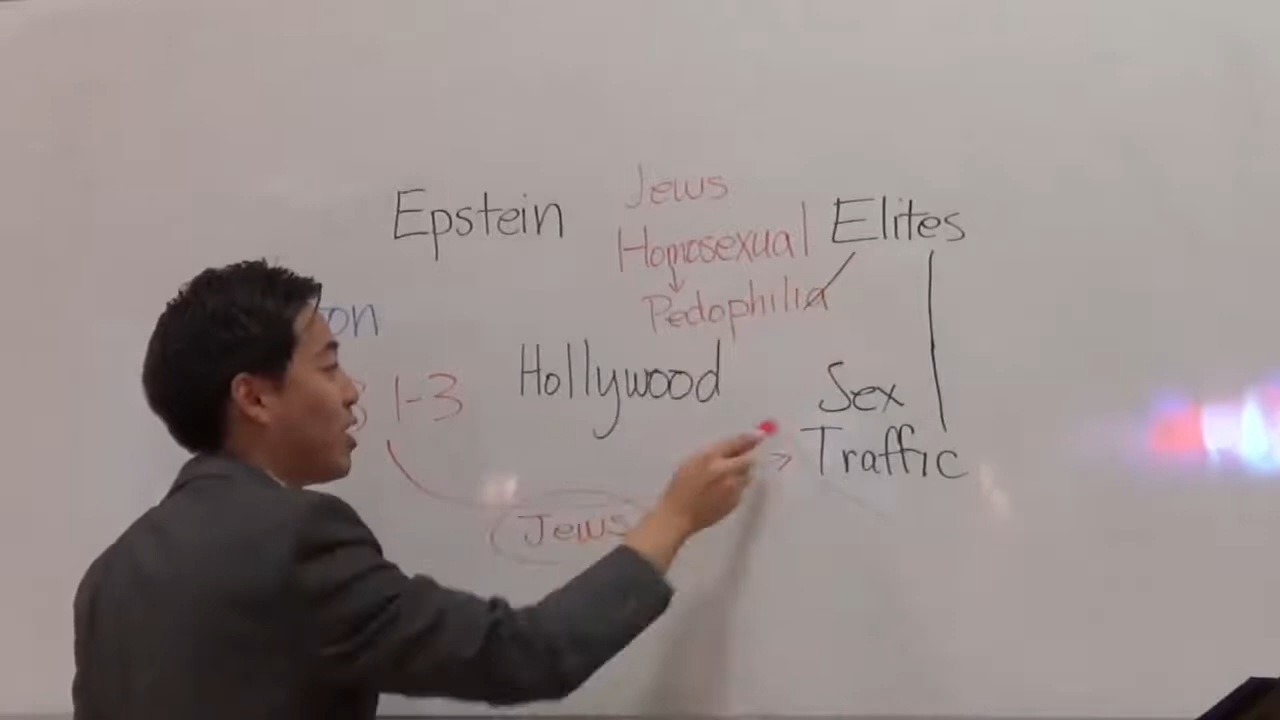 Jews
Epstein
Elites
Homosexual
Pedophilia
on
Hollywood
1-3
Sex
Traffic
Jews